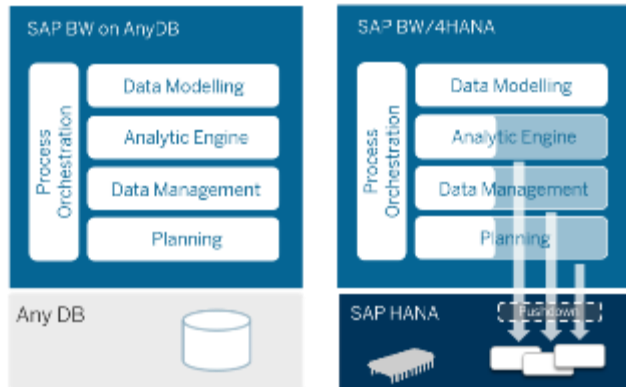 SAP BW on AnyDB
Process
Orchestration
Data Modelling
Analytic Engine
Data Management
Planning
Any DB
SAP BW/4HANA
Process
Orchestration
Data Modelling
Analytic Engine
Data Management
Planning
SAP HANA
Pushdown